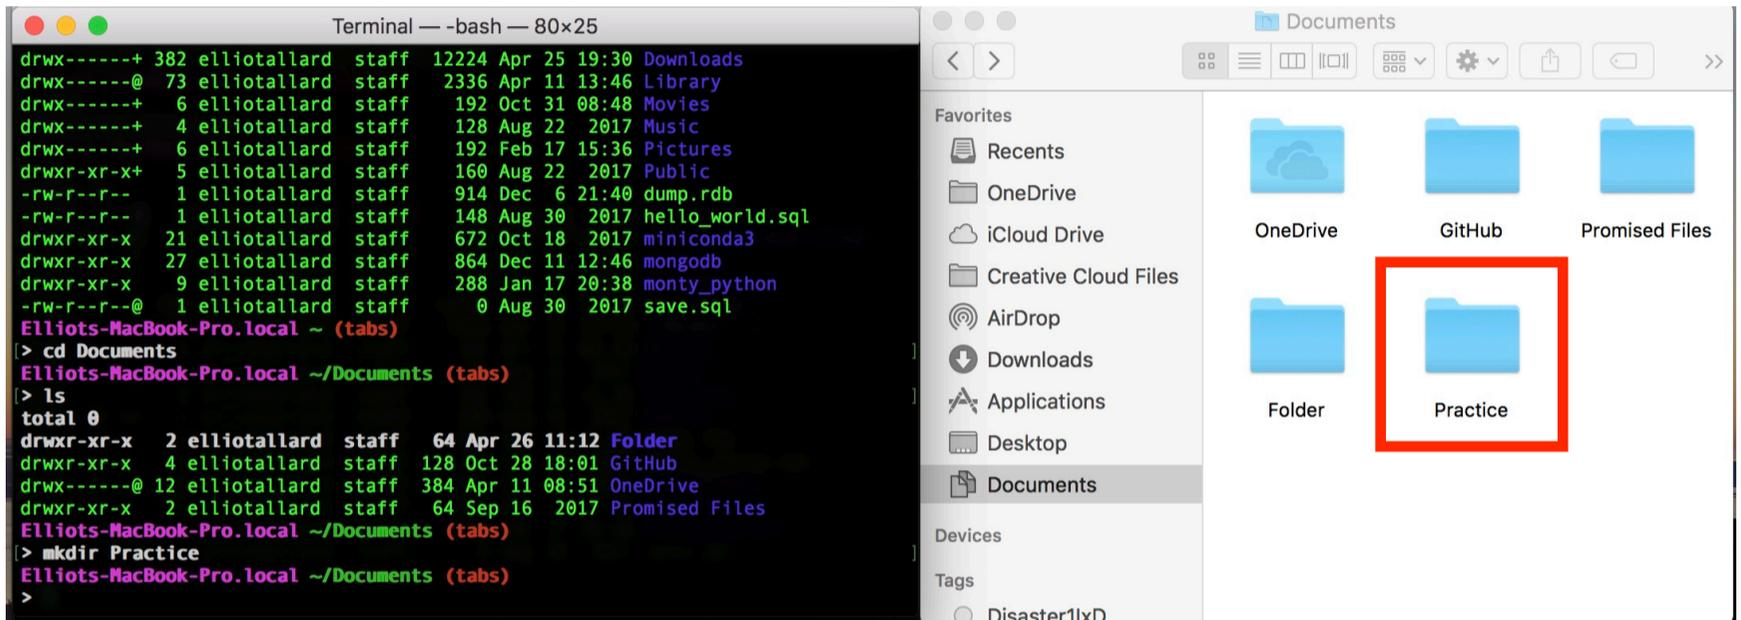 Terminal — -bash — 80×25
drwx------+ 382 elliotallard  staff  12224 Apr 25 19:30 Downloads
drwx------@  73 elliotallard  staff   2336 Apr 11 13:46 Library
drwx------+   6 elliotallard  staff    192 Oct 31 08:48 Movies
drwx------+   4 elliotallard  staff    128 Aug 22  2017 Music
drwx------+   6 elliotallard  staff    192 Feb 17 15:36 Pictures
drwxr-xr-x+   5 elliotallard  staff    160 Aug 22  2017 Public
-rw-r--r--    1 elliotallard  staff    914 Dec  6 21:40 dump.rdb
-rw-r--r--    1 elliotallard  staff    148 Aug 30  2017 hello_world.sql
drwxr-xr-x   21 elliotallard  staff    672 Oct 18  2017 miniconda3
drwxr-xr-x   27 elliotallard  staff    864 Dec 11 12:46 mongodb
drwxr-xr-x    9 elliotallard  staff    288 Jan 17 20:38 monty_python
-rw-r--r--@   1 elliotallard  staff      0 Aug 30  2017 save.sql
Elliots-MacBook-Pro.local ~ (tabs)
[> cd Documents ]
Elliots-MacBook-Pro.local ~/Documents (tabs)
[> ls ]
total 0
drwxr-xr-x   2 elliotallard  staff   64 Apr 26 11:12 Folder
drwxr-xr-x   4 elliotallard  staff  128 Oct 28 18:01 GitHub
drwx------@ 12 elliotallard  staff  384 Apr 11 08:51 OneDrive
drwxr-xr-x   2 elliotallard  staff   64 Sep 16  2017 Promised Files
Elliots-MacBook-Pro.local ~/Documents (tabs)
[> mkdir Practice ]
Elliots-MacBook-Pro.local ~/Documents (tabs)
>
Documents
Favorites
Recents
OneDrive
iCloud Drive
Creative Cloud Files
AirDrop
Downloads
Applications
Desktop
Documents
Devices
Tags
Disaster1IxD
OneDrive
GitHub
Promised Files
Folder
Practice